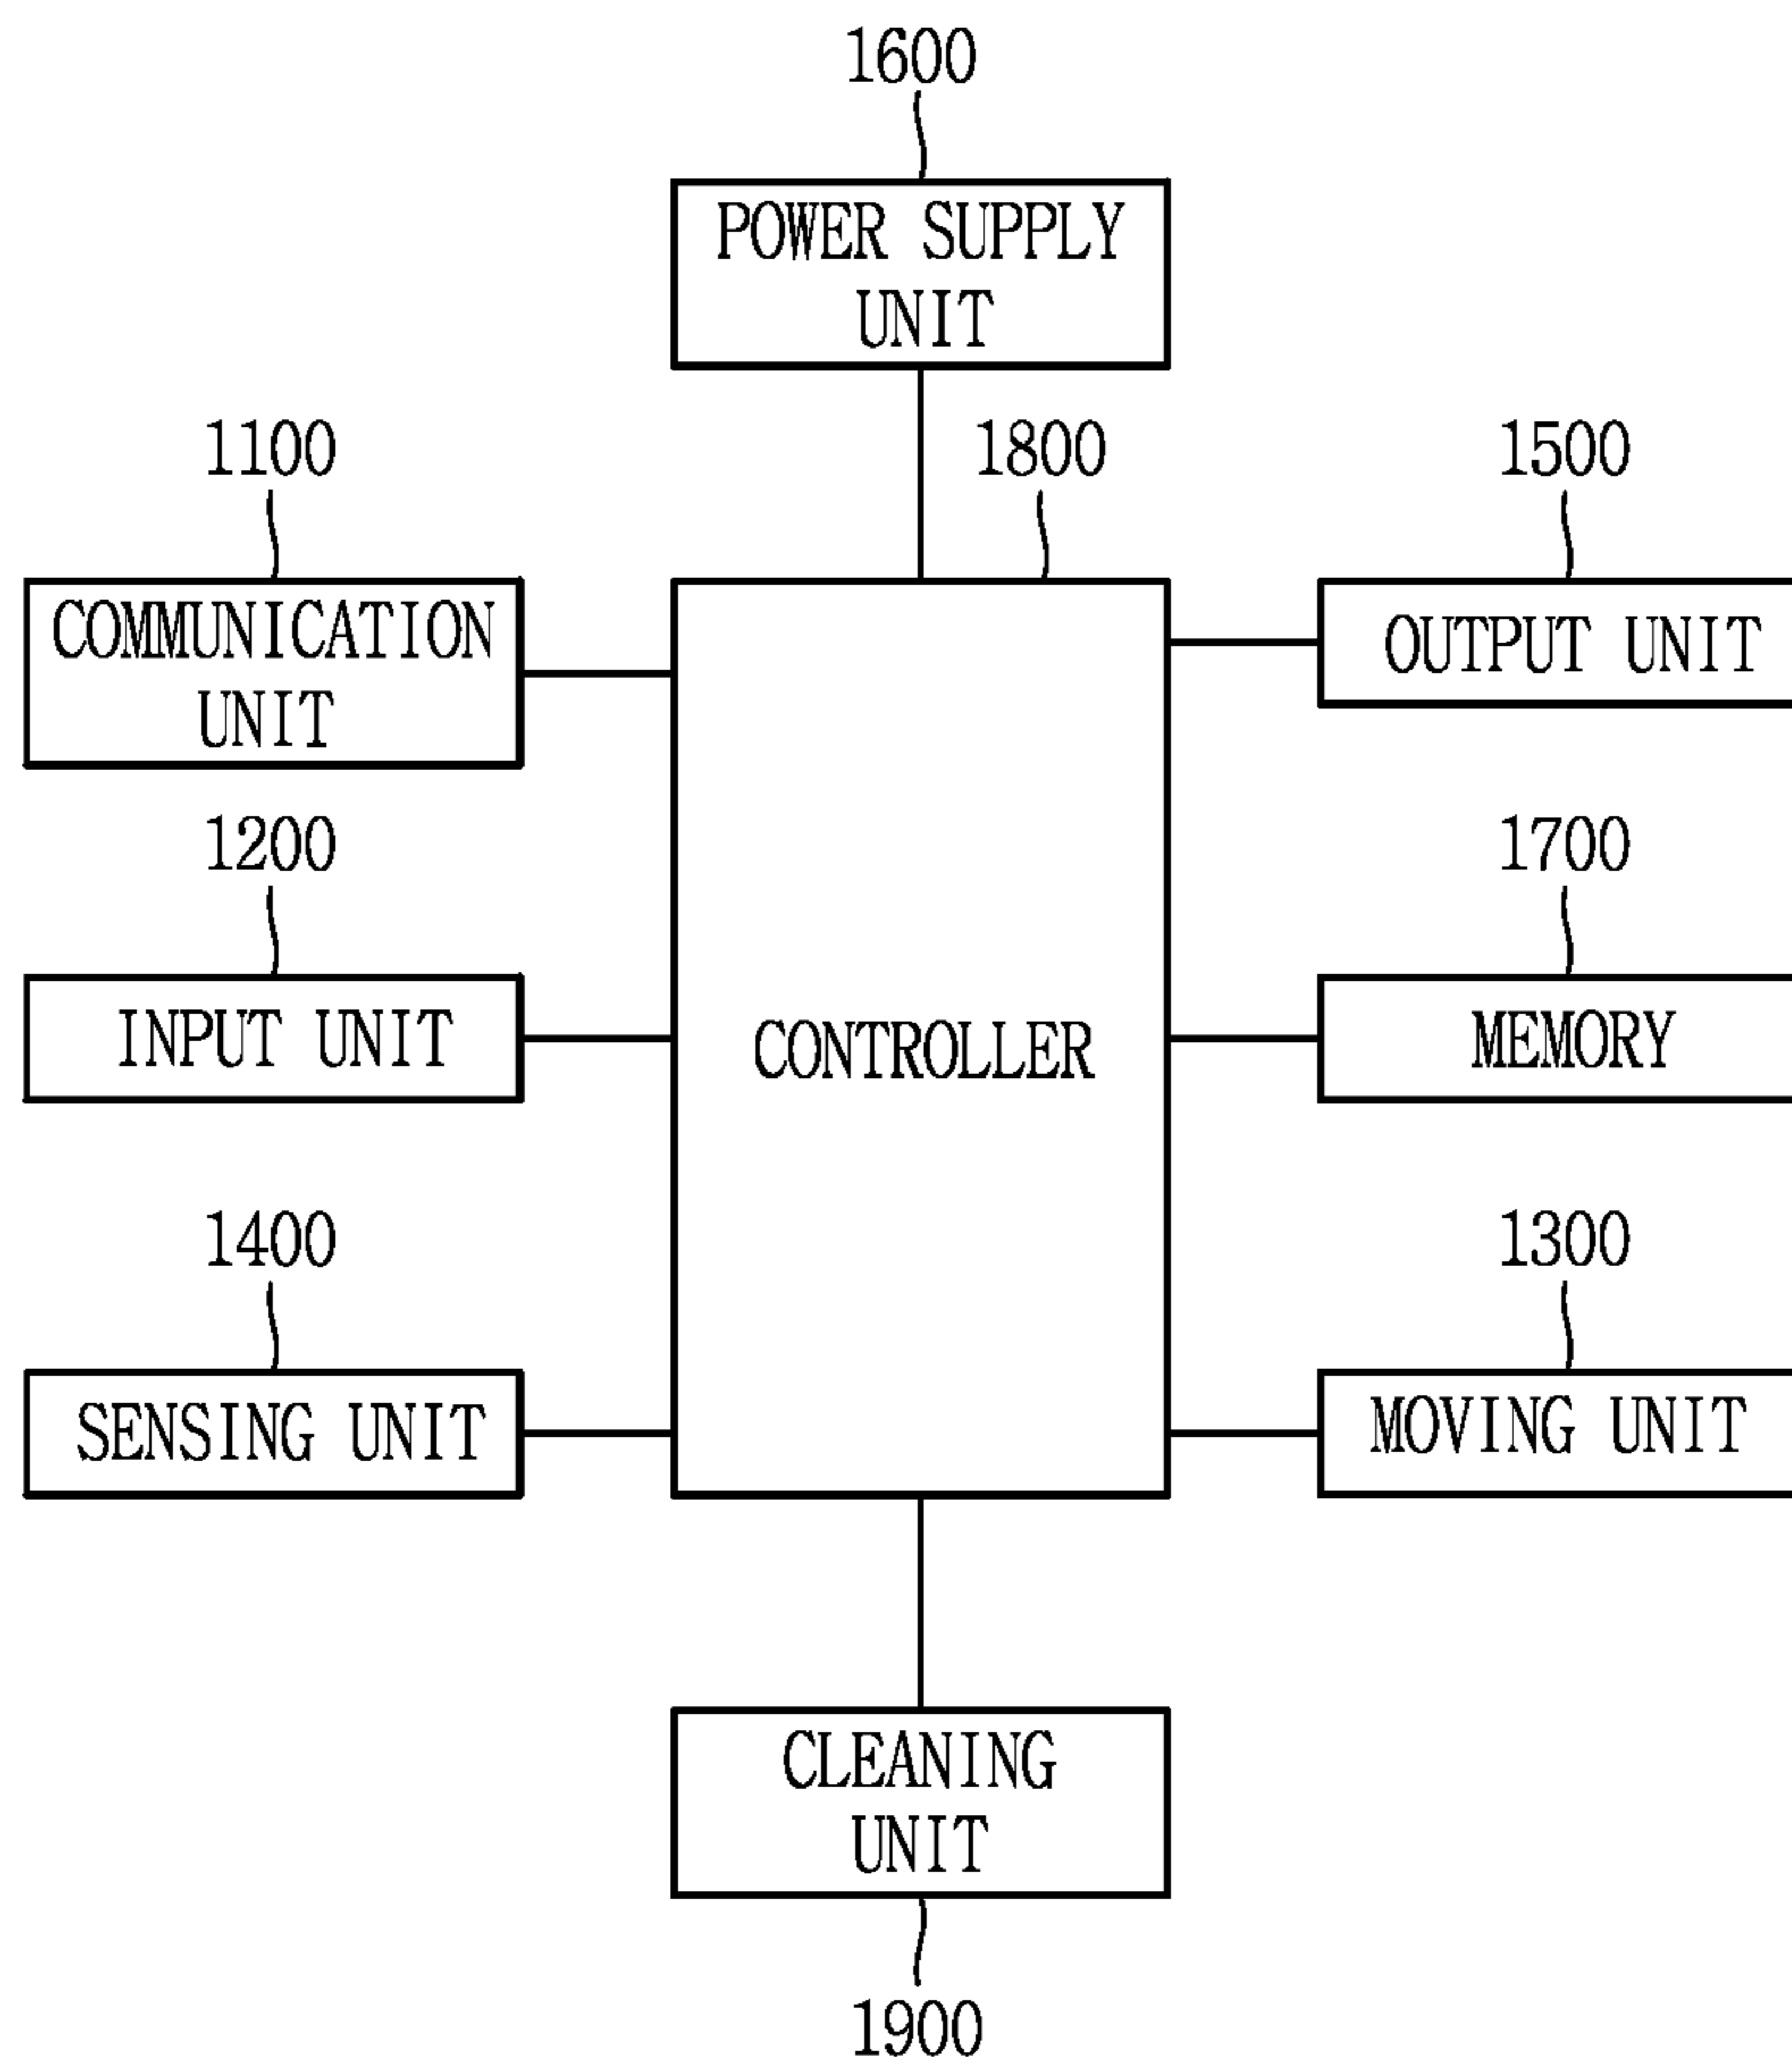 1600
POWER SUPPLY
UNIT
1100
1800
1500
COMMUNICATION
UNIT
OUTPUT UNIT
1200
1700
INPUT UNIT
CONTROLLER
MEMORY
1400
1300
SENSING UNIT
MOVING UNIT
CLEANING
UNIT
1900